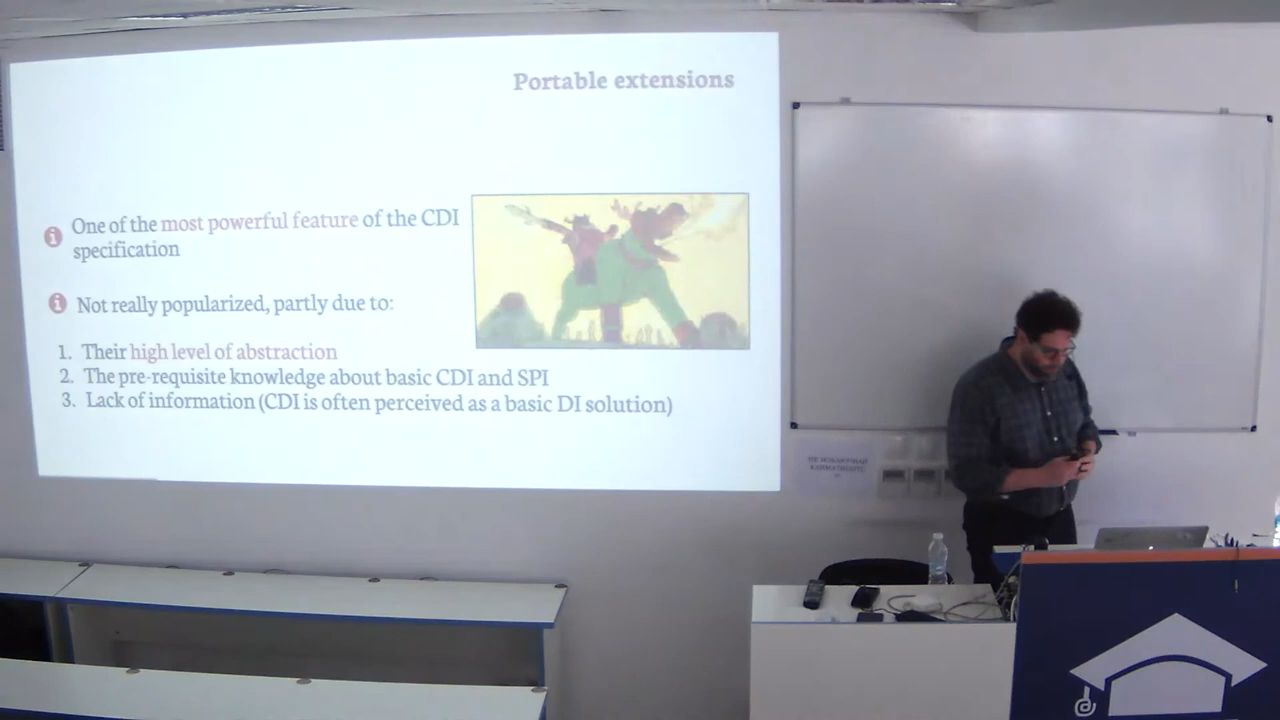 Portable extensions
One of the most powerful feature of the CDI
specification
Not really popularized, partly due to:
1. Their high level of abstraction
2. The pre-requisite knowledge about basic CDI and SPI
3. Lack of information (CDI is often perceived as a basic DI solution)